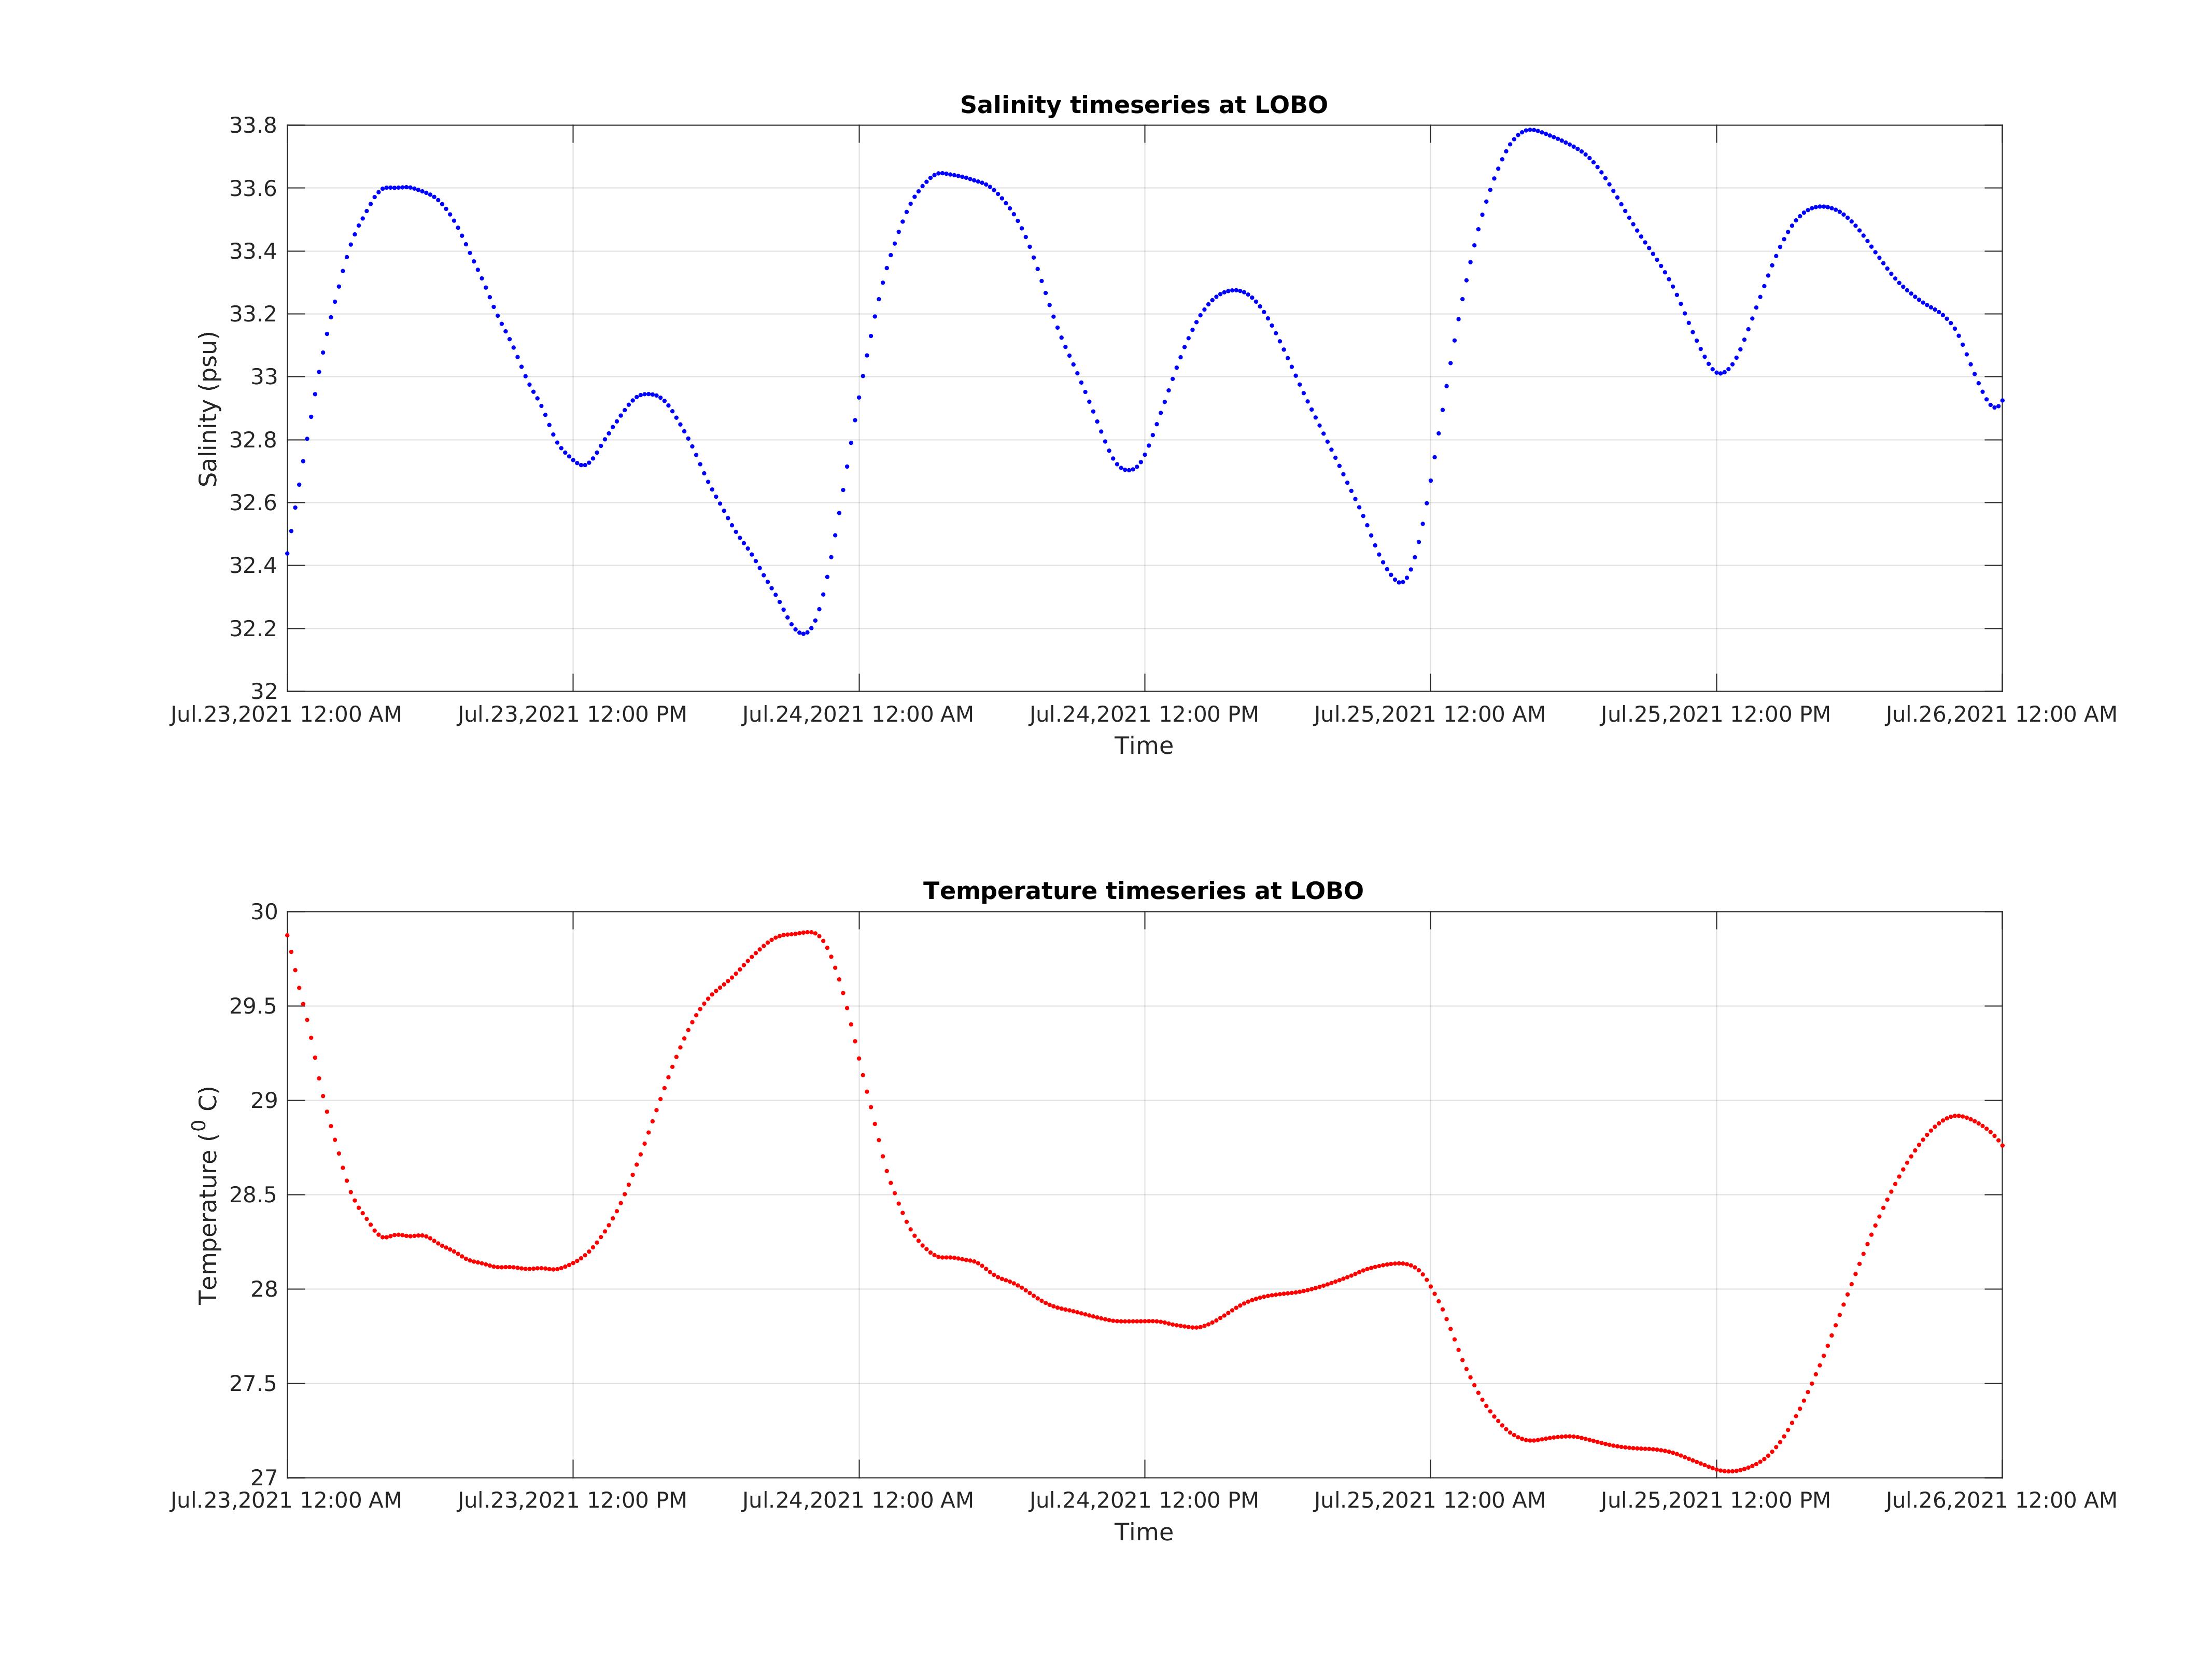 Salinity timeseries at LOBO
33.8
33.6
33.4
33.2
33
32.8
32.6
32.4
32.2
32
Salinity (psu)
Jul.23,2021 12:00 AM Jul.23,2021 12:00 PM Jul.24,2021 12:00 AM Jul.24,2021 12:00 PM Jul.25,2021 12:00 AM Jul.25,2021 12:00 PM Jul.26,2021 12:00 AM
Time
Temperature timeseries at LOBO
30
29.5
29
28.5
28
27.5
27
Temperature (⁰ C)
Jul.23,2021 12:00 AM Jul.23,2021 12:00 PM Jul.24,2021 12:00 AM Jul.24,2021 12:00 PM Jul.25,2021 12:00 AM Jul.25,2021 12:00 PM Jul.26,2021 12:00 AM
Time